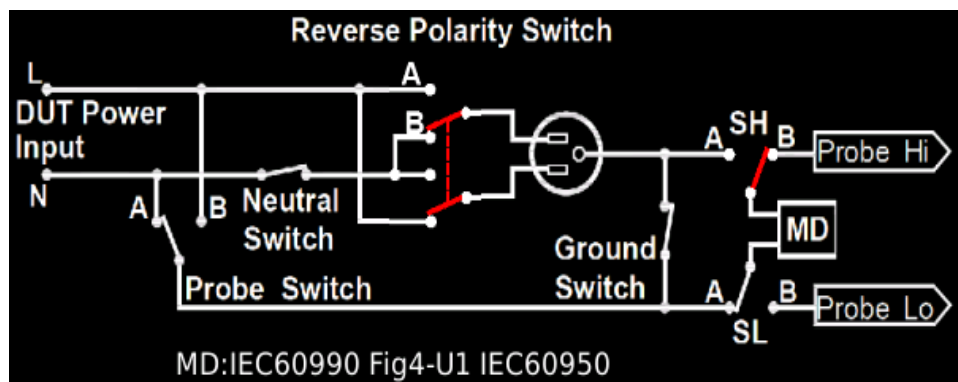 Reverse Polarity Switch
L
A
DUT Power
Input
B
A
SH
B
Probe Hi
N
A
B
Neutral
Switch
MD
Ground
Switch
Probe Switch
A
B
Probe Lo
SL
MD:IEC60990 Fig4-U1 IEC60950